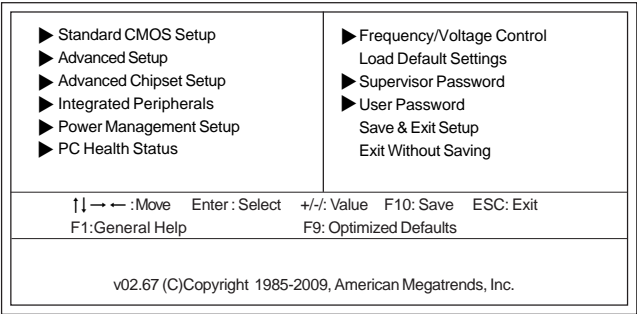 ▶ Standard CMOS Setup
▶ Advanced Setup
▶ Advanced Chipset Setup
▶ Integrated Peripherals
▶ Power Management Setup
▶ PC Health Status
▶ Frequency/Voltage Control
Load Default Settings
▶ Supervisor Password
▶ User Password
Save & Exit Setup
Exit Without Saving
↑↓→← :Move Enter : Select +/-/: Value F10: Save ESC: Exit
F1:General Help F9: Optimized Defaults
v02.67 (C)Copyright 1985-2009, American Megatrends, Inc.